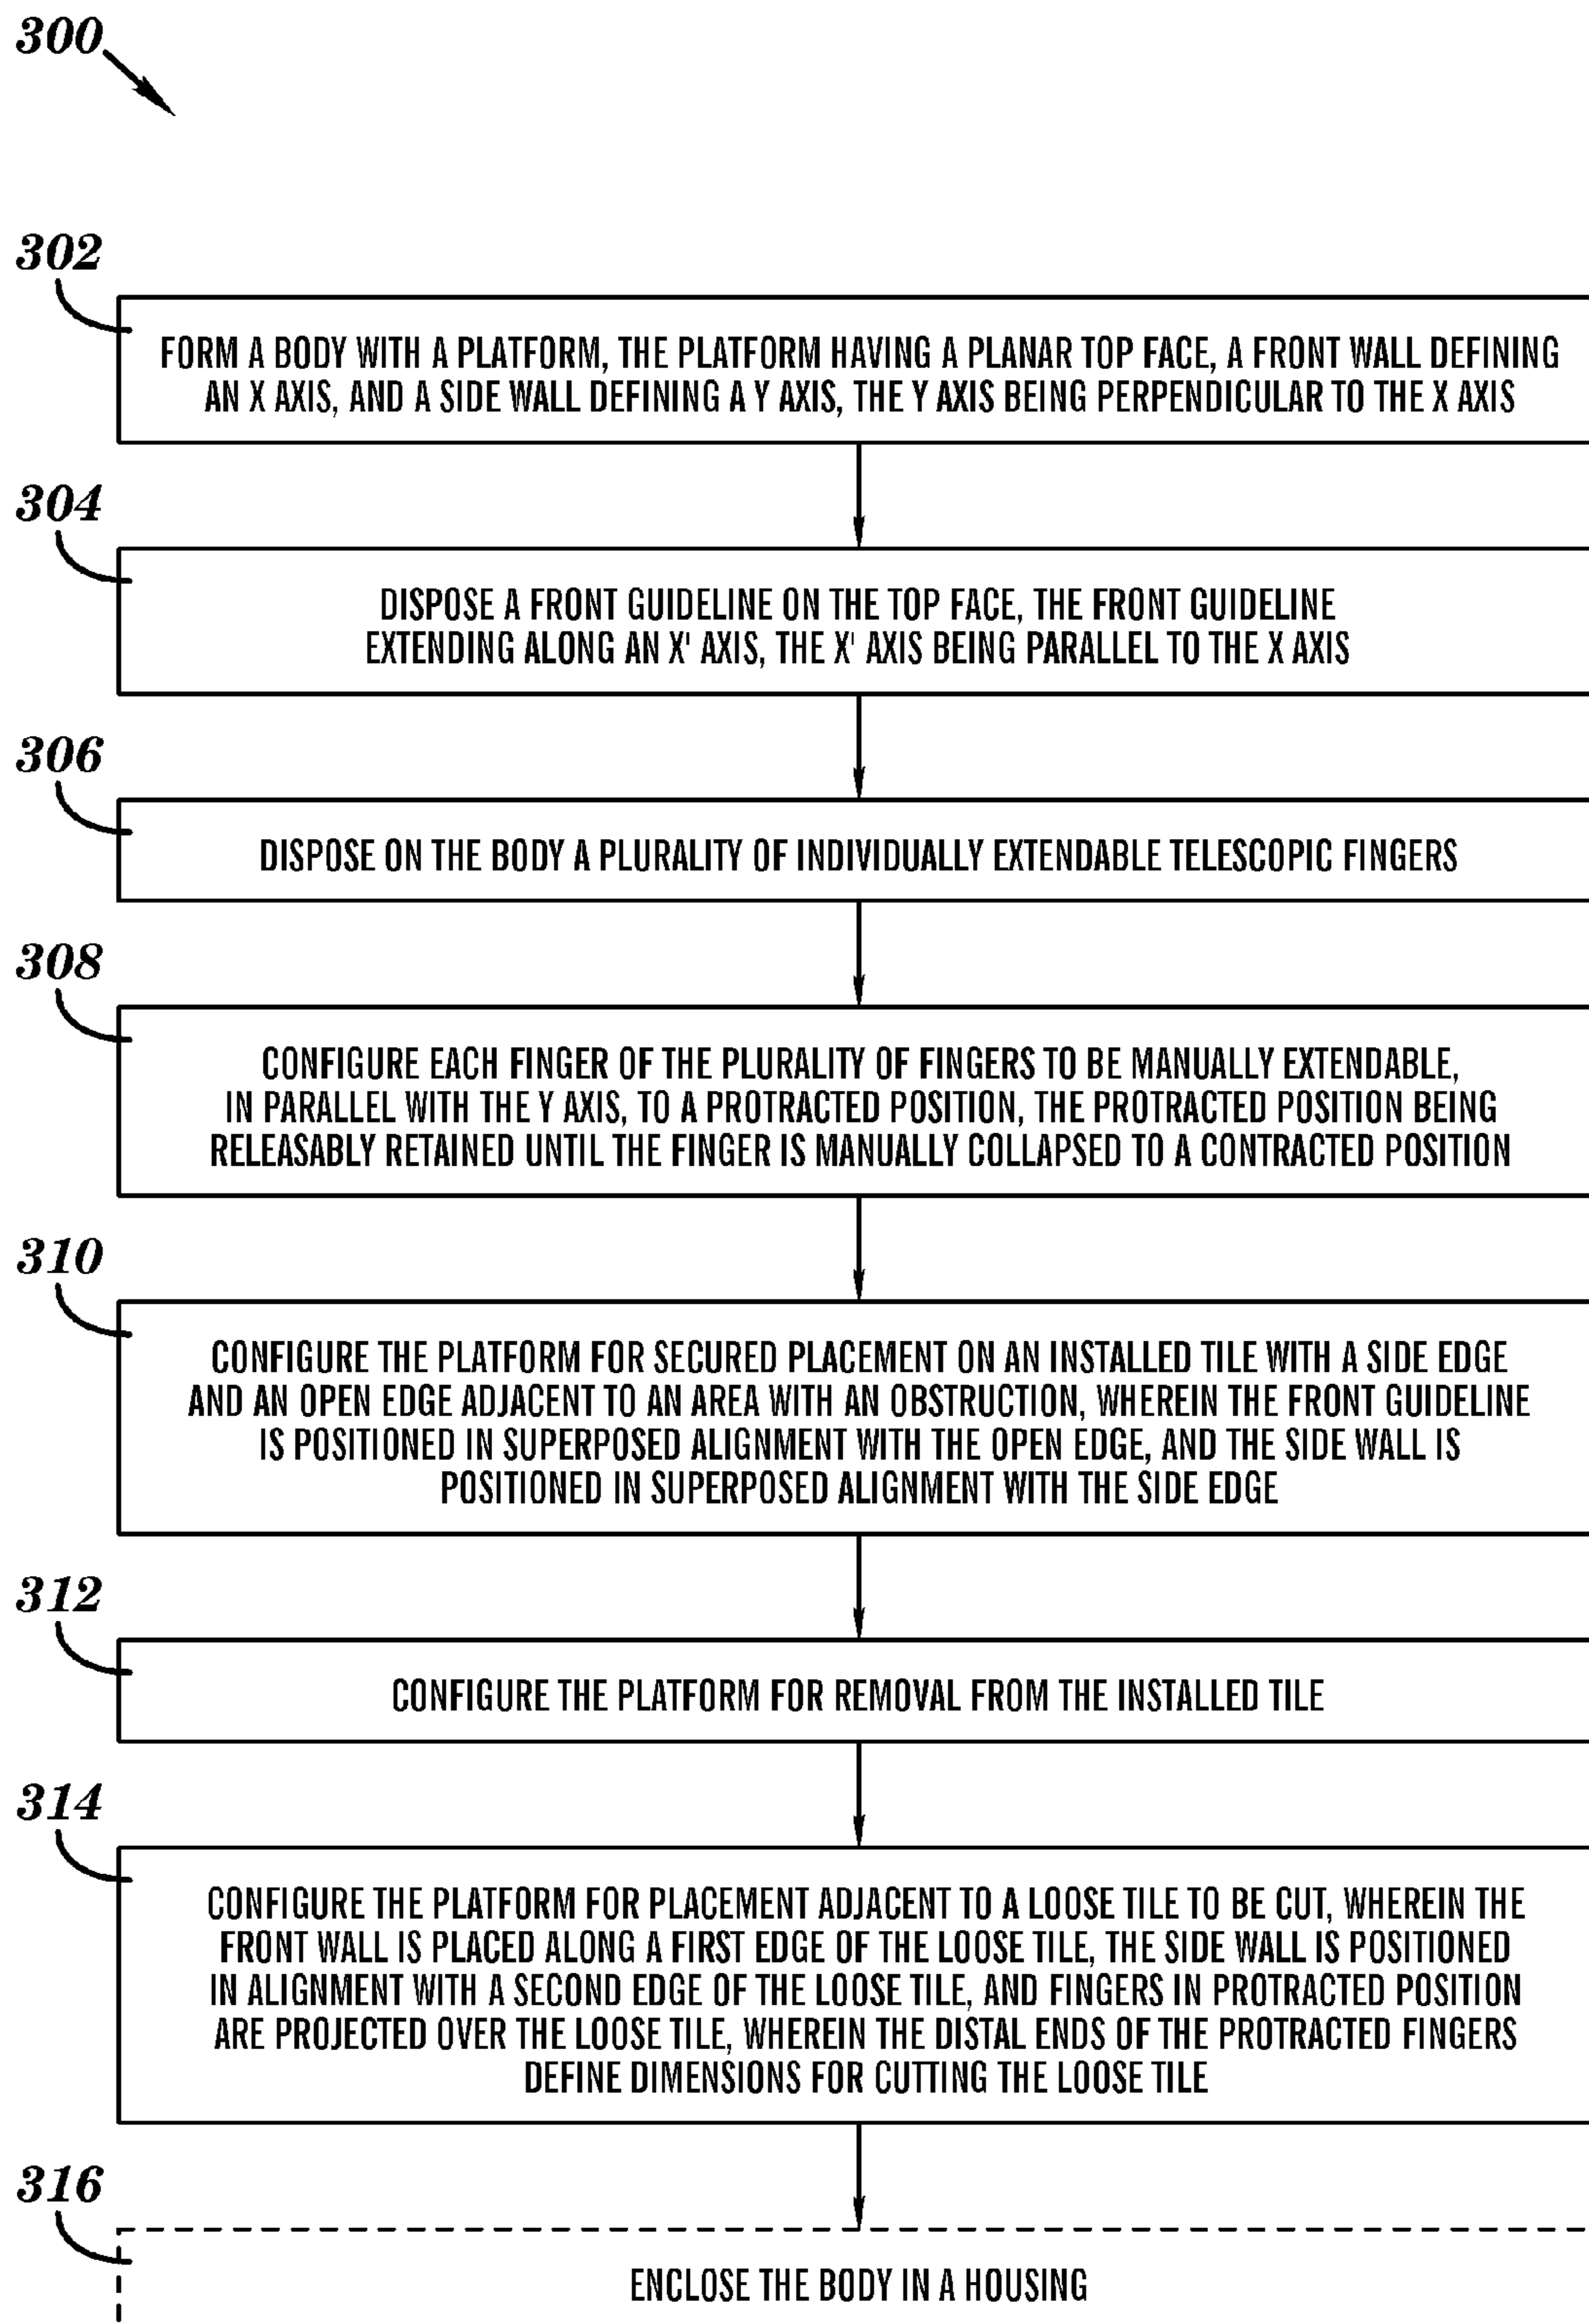 300
302
FORM A BODY WITH A PLATFORM, THE PLATFORM HAVING A PLANAR TOP FACE, A FRONT WALL DEFINING
AN X AXIS, AND A SIDE WALL DEFINING A Y AXIS, THE Y AXIS BEING PERPENDICULAR TO THE X AXIS
304
DISPOSE A FRONT GUIDELINE ON THE TOP FACE, THE FRONT GUIDELINE
EXTENDING ALONG AN X' AXIS, THE X' AXIS BEING PARALLEL TO THE X AXIS
306
DISPOSE ON THE BODY A PLURALITY OF INDIVIDUALLY EXTENDABLE TELESCOPIC FINGERS
308
CONFIGURE EACH FINGER OF THE PLURALITY OF FINGERS TO BE MANUALLY EXTENDABLE,
IN PARALLEL WITH THE Y AXIS, TO A PROTRACTED POSITION, THE PROTRACTED POSITION BEING
RELEASABLY RETAINED UNTIL THE FINGER IS MANUALLY COLLAPSED TO A CONTRACTED POSITION
310
CONFIGURE THE PLATFORM FOR SECURED PLACEMENT ON AN INSTALLED TILE WITH A SIDE EDGE
AND AN OPEN EDGE ADJACENT TO AN AREA WITH AN OBSTRUCTION, WHEREIN THE FRONT GUIDELINE
IS POSITIONED IN SUPERPOSED ALIGNMENT WITH THE OPEN EDGE, AND THE SIDE WALL IS
POSITIONED IN SUPERPOSED ALIGNMENT WITH THE SIDE EDGE
312
CONFIGURE THE PLATFORM FOR REMOVAL FROM THE INSTALLED TILE
314
CONFIGURE THE PLATFORM FOR PLACEMENT ADJACENT TO A LOOSE TILE TO BE CUT, WHEREIN THE
FRONT WALL IS PLACED ALONG A FIRST EDGE OF THE LOOSE TILE, THE SIDE WALL IS POSITIONED
IN ALIGNMENT WITH A SECOND EDGE OF THE LOOSE TILE, AND FINGERS IN PROTRACTED POSITION
ARE PROJECTED OVER THE LOOSE TILE, WHEREIN THE DISTAL ENDS OF THE PROTRACTED FINGERS
DEFINE DIMENSIONS FOR CUTTING THE LOOSE TILE
316
ENCLOSE THE BODY IN A HOUSING